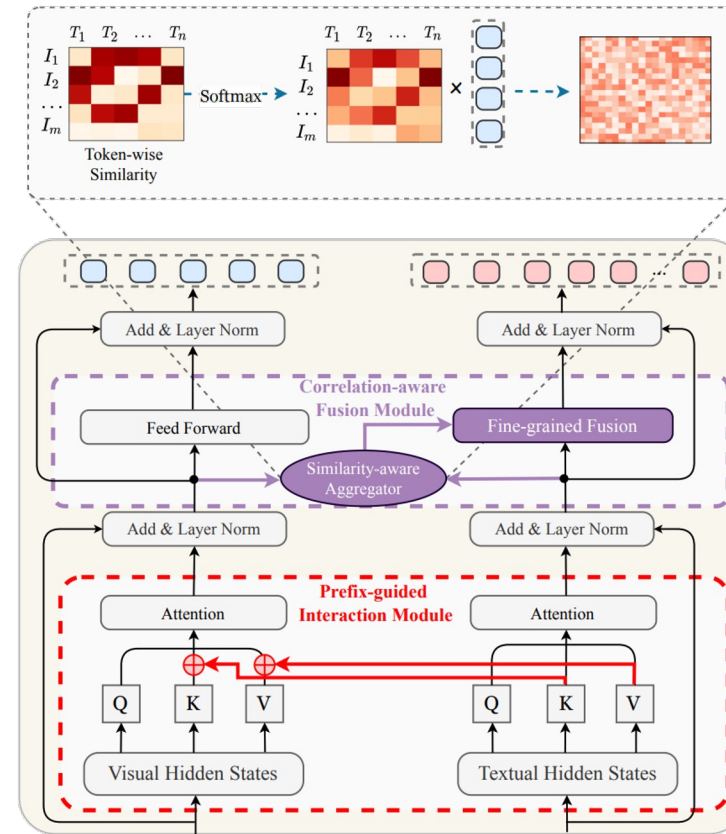 T₁ T₂ … Tₙ
I₁
I₂
…
Iₘ
Token-wise
Similarity
Softmax
T₁ T₂ … Tₙ
I₁
I₂
…
Iₘ
×
...
Add & Layer Norm
Add & Layer Norm
Correlation-aware
Fusion Module
Feed Forward
Fine-grained Fusion
Similarity-aware
Aggregator
Add & Layer Norm
Add & Layer Norm
Prefix-guided
Interaction Module
Attention
Attention
Q K V
Q K V
Visual Hidden States
Textual Hidden States